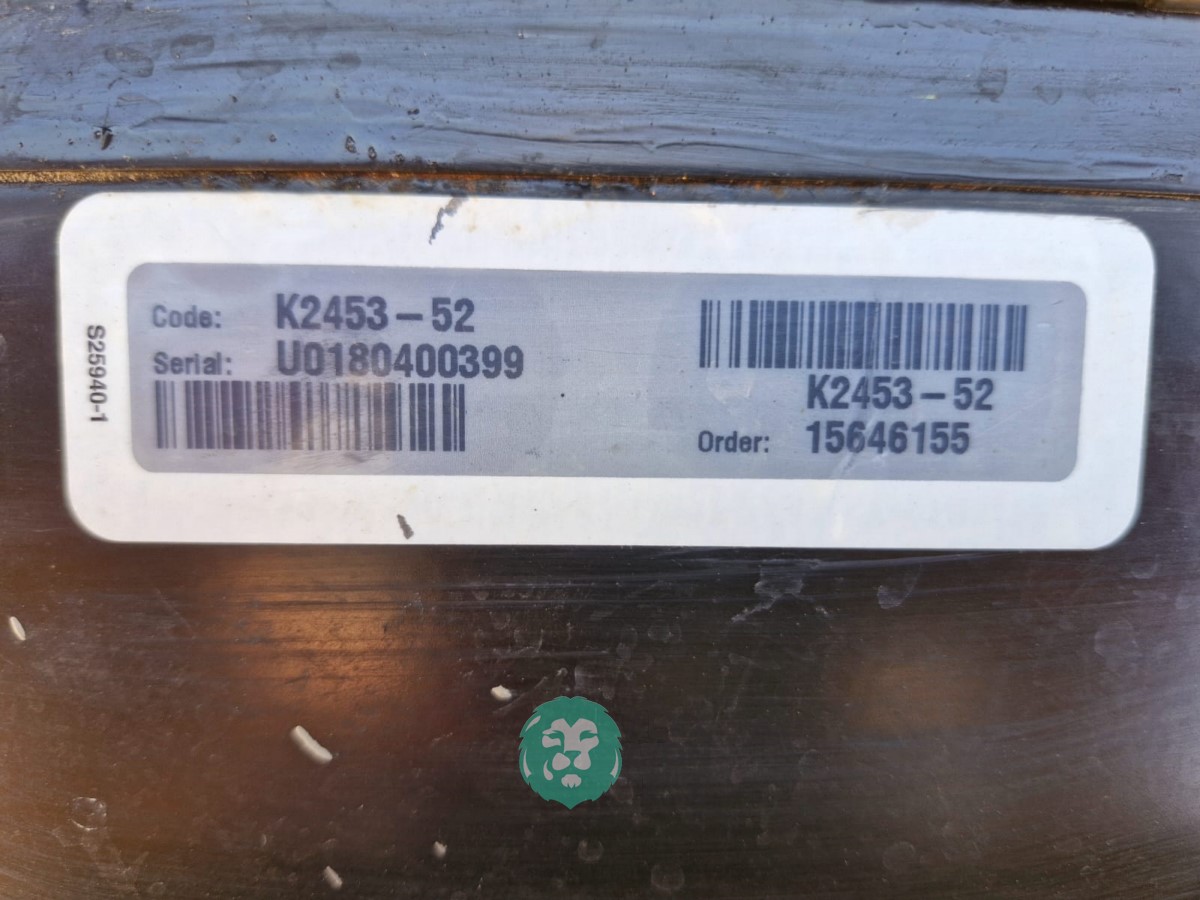 S25940-1
Code: K2453-52
Serial: U0180400399
K2453-52
Order: 15646155